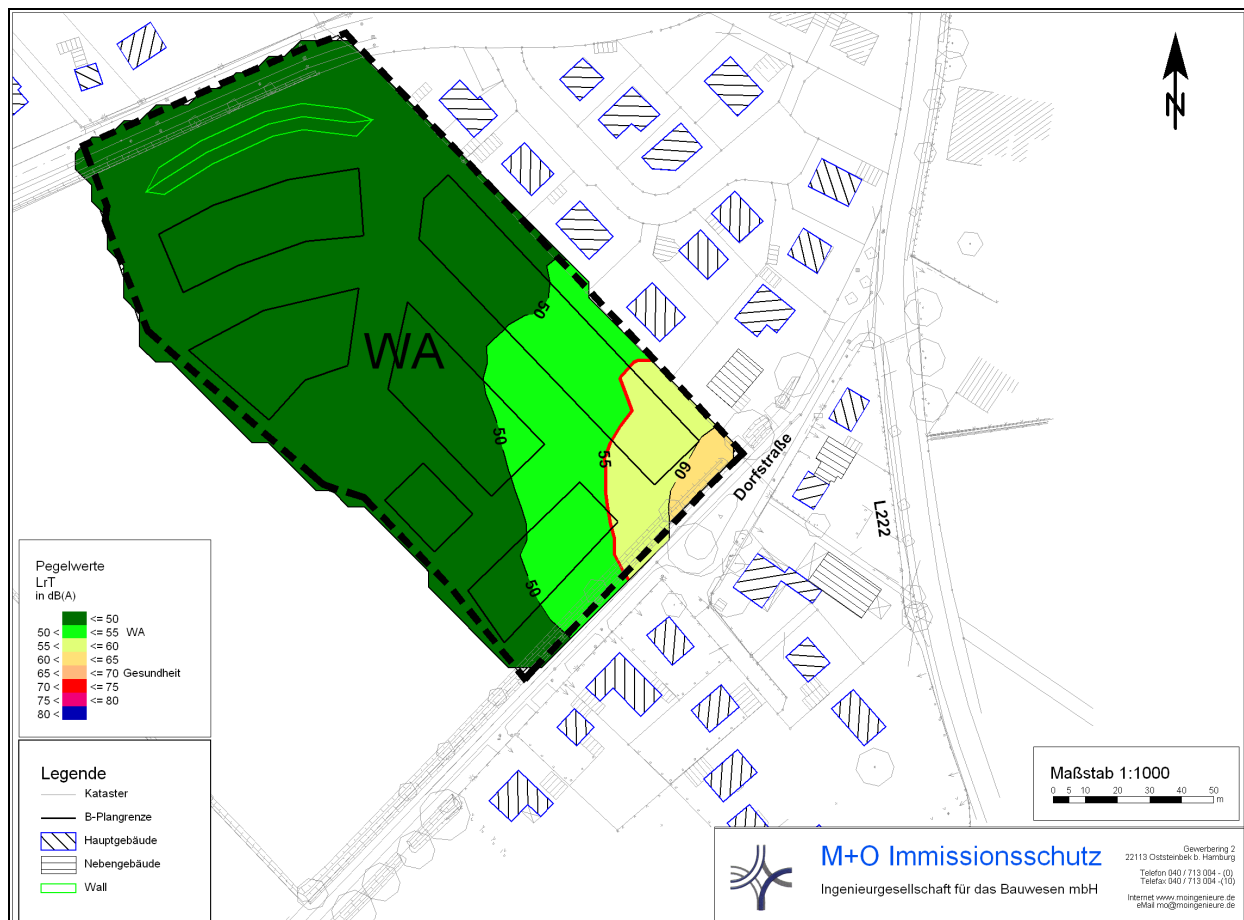 N
WA
50
50
50
55
60
Dorfstraße
L222
Pegelwerte
LrT
in dB(A)
<= 50
50 < <= 55 WA
55 < <= 60
60 < <= 65
65 < <= 70 Gesundheit
70 < <= 75
75 < <= 80
80 <
Legende
Kataster
B-Plangrenze
Hauptgebäude
Nebengebäude
Wall
Maßstab 1:1000
0 5 10 20 30 40 50
m
M+O Immissionsschutz
Ingenieurgesellschaft für das Bauwesen mbH
Gewerbering 2
22113 Oststeinbek b. Hamburg
Telefon 040 / 713 004 - (0)
Telefax 040 / 713 004 -(10)
Internet www.moingenieure.de
eMail mo@moingenieure.de